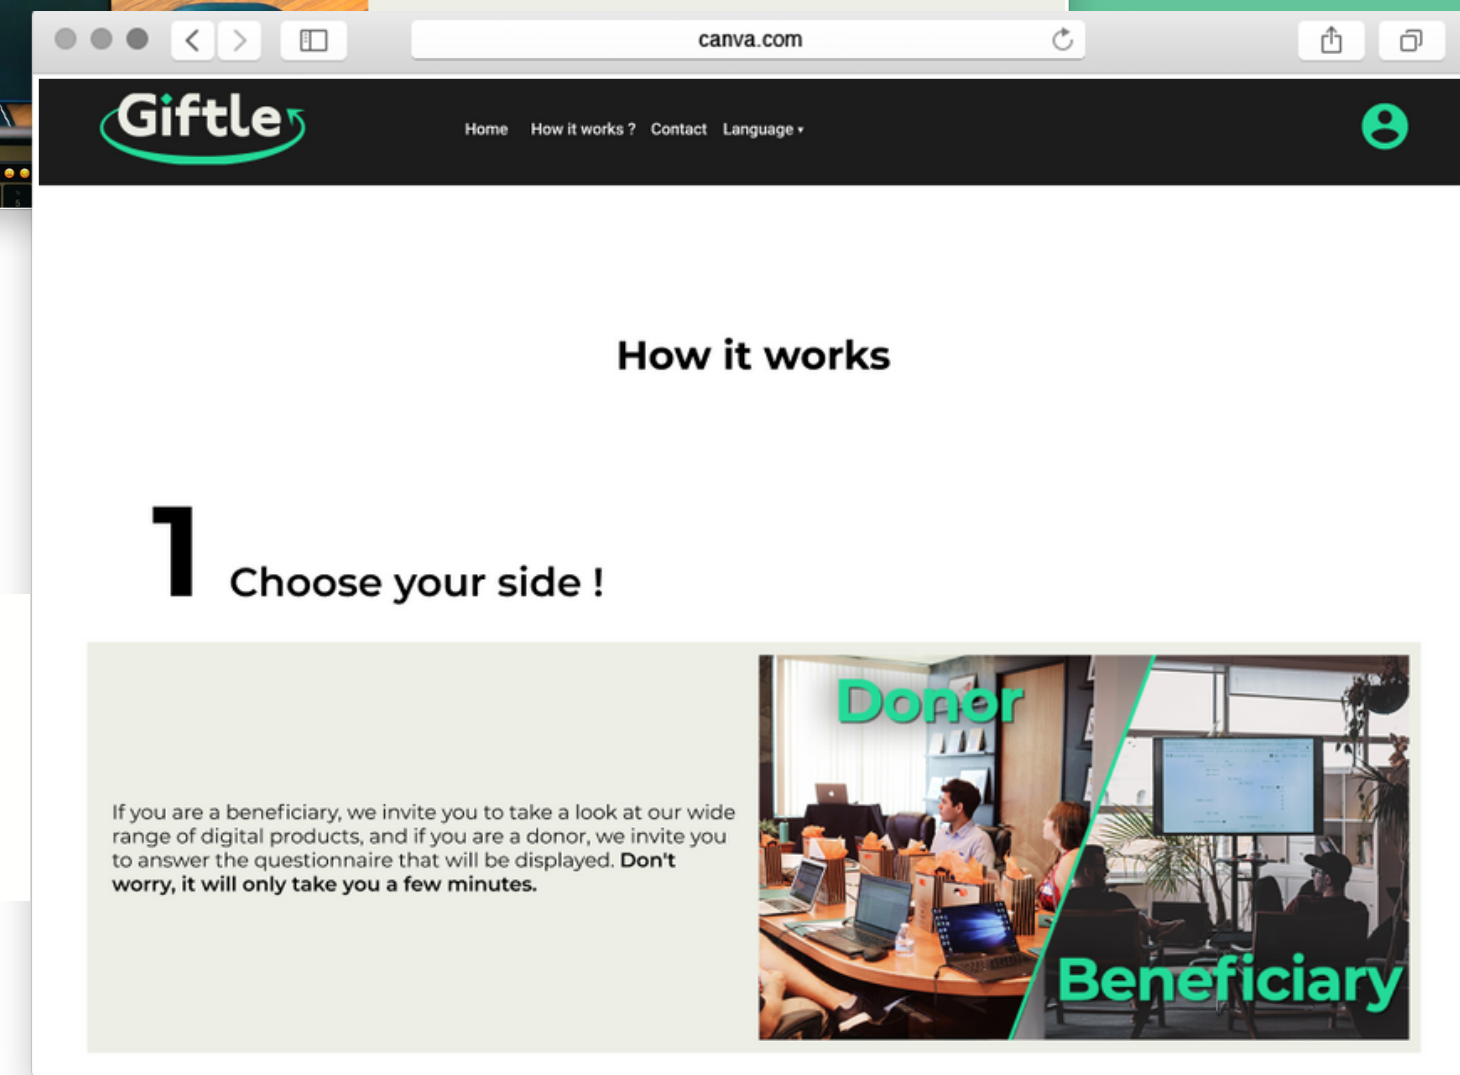 canva.com
Giftle
Home How it works ? Contact Language ▾
How it works
1 Choose your side !
If you are a beneficiary, we invite you to take a look at our wide
range of digital products, and if you are a donor, we invite you
to answer the questionnaire that will be displayed. Don't
worry, it will only take you a few minutes.
Donor
Beneficiary